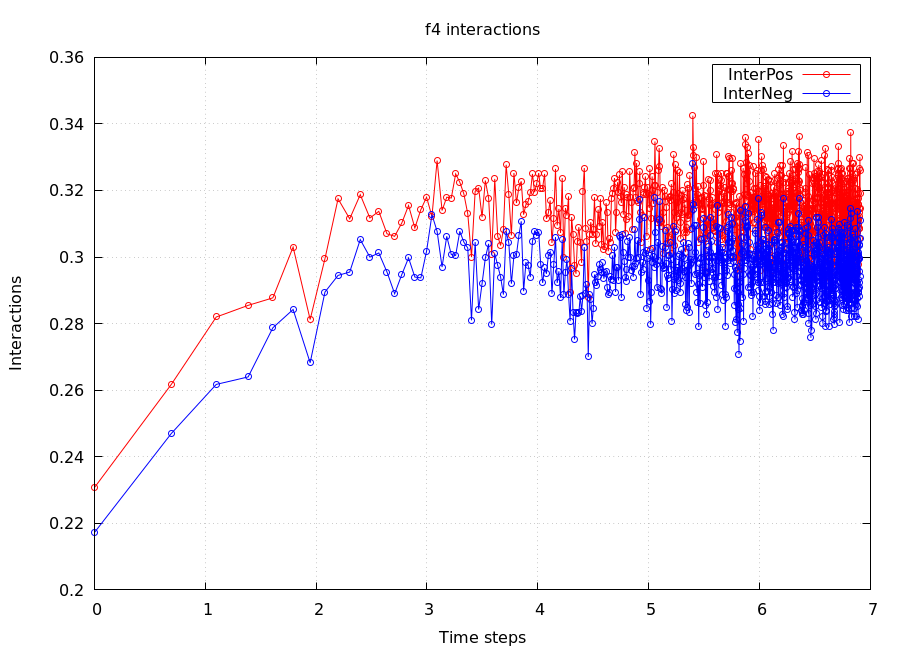 f4 interactions
InterPos
InterNeg
Interactions
0.36
0.34
0.32
0.3
0.28
0.26
0.24
0.22
0.2
0 1 2 3 4 5 6 7
Time steps